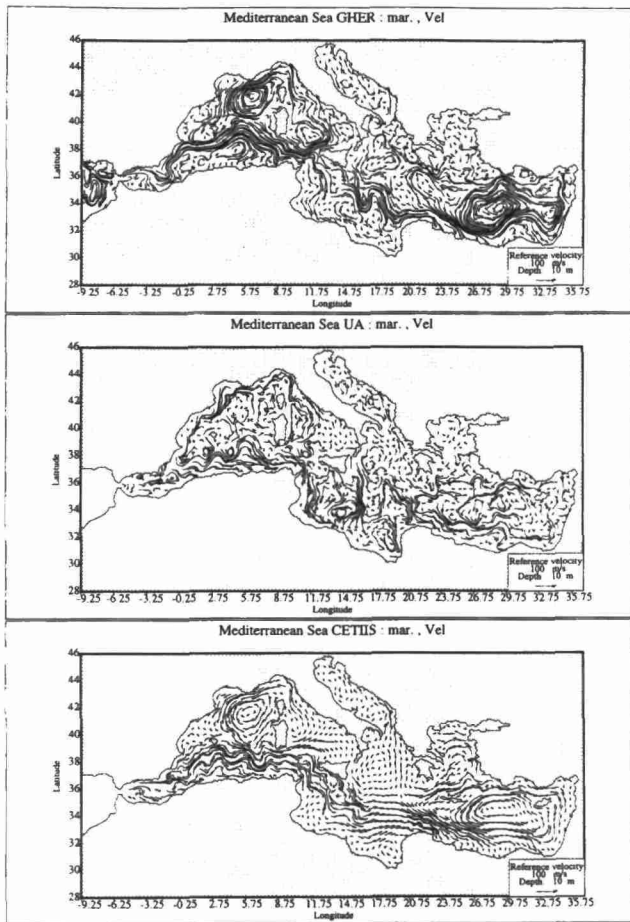 Mediterranean Sea GHER : mar. , Vel
46
44
42
40
38
36
34
32
30
28
Latitude
Reference velocity
100 m/s
Depth 10 m
-9.25 -6.25 -3.25 -0.25 2.75 5.75 8.75 11.75 14.75 17.75 20.75 23.75 26.75 29.75 32.75 35.75
Longitude
Mediterranean Sea UA : mar. , Vel
46
44
42
40
38
36
34
32
30
28
Latitude
Reference velocity
100 m/s
Depth 10 m
-9.25 -6.25 -3.25 -0.25 2.75 5.75 8.75 11.75 14.75 17.75 20.75 23.75 26.75 29.75 32.75 35.75
Longitude
Mediterranean Sea CETIIS : mar. , Vel
46
44
42
40
38
36
34
32
30
28
Latitude
Reference velocity
100 m/s
Depth 10 m
-9.25 -6.25 -3.25 -0.25 2.75 5.75 8.75 11.75 14.75 17.75 20.75 23.75 26.75 29.75 32.75 35.75
Longitude